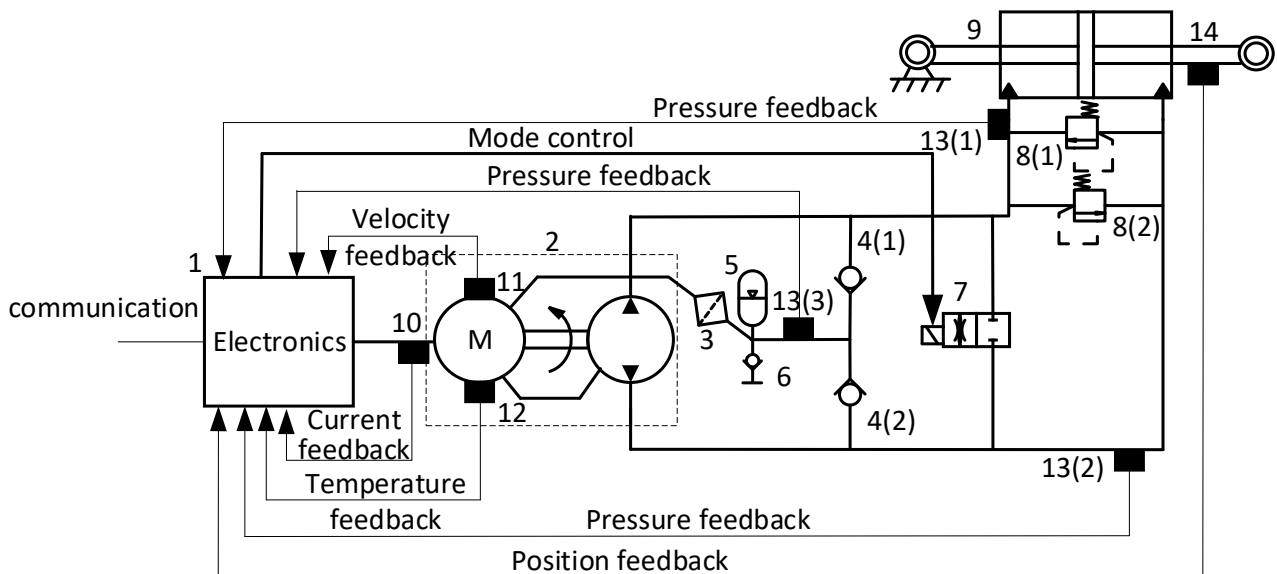 9
14
Pressure feedback
13(1)
Mode control
8(1)
Pressure feedback
Velocity
feedback
2
4(1)
8(2)
1
11
5
13(3)
7
communication
10
Electronics
M
3
6
12
Current
feedback
4(2)
13(2)
Temperature
feedback
Pressure feedback
Position feedback